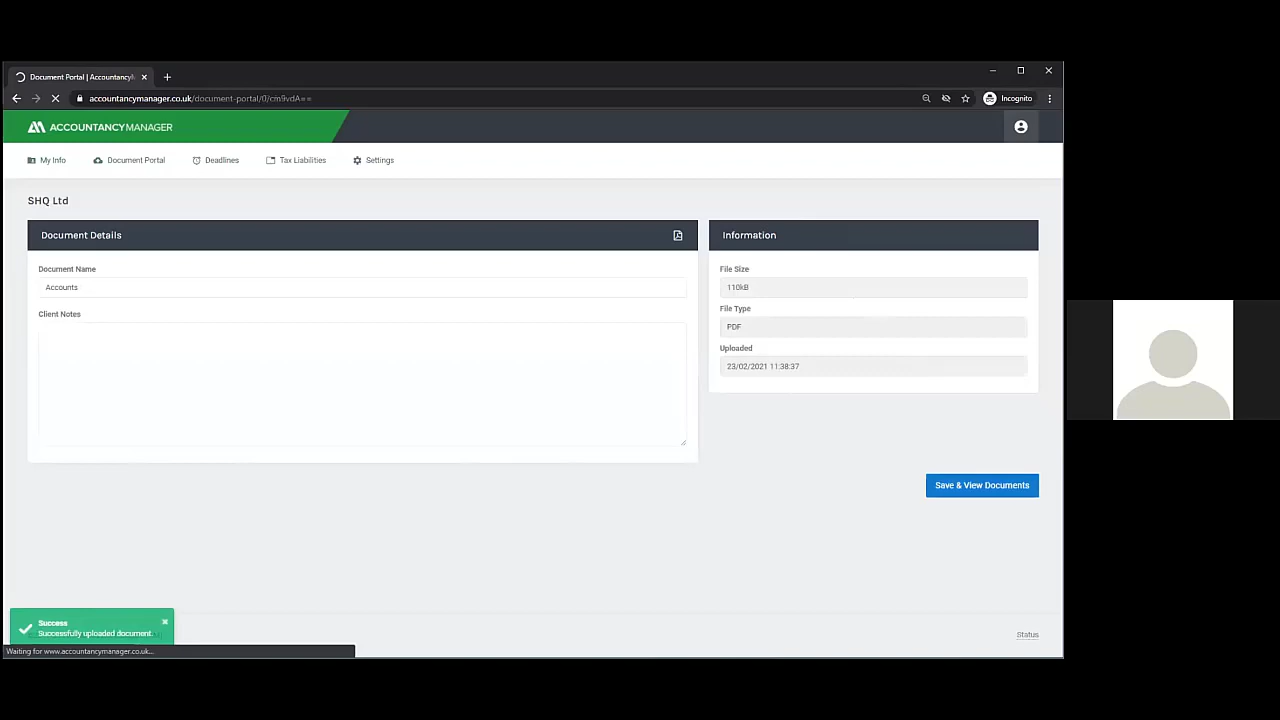 Document Portal | Accountancy
accountancymanager.co.uk/document-portal/0/cm9vdA==
Incognito
ACCOUNTANCYMANAGER
My Info
Document Portal
Deadlines
Tax Liabilities
Settings
SHQ Ltd
Document Details
Document Name
Accounts
Client Notes
Information
File Size
110kB
File Type
PDF
Uploaded
23/02/2021 11:38:37
Save & View Documents
Success
Successfully uploaded document.
Status
Waiting for www.accountancymanager.co.uk...